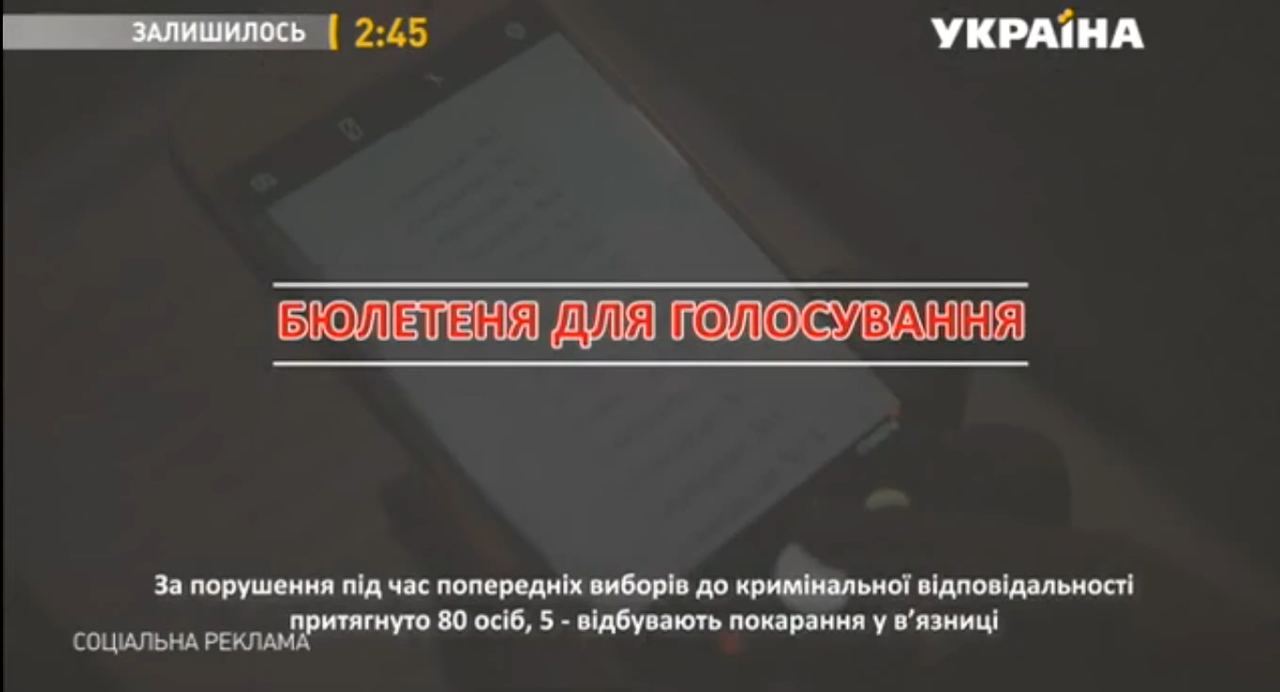 ЗАЛИШИЛОСЬ 2:45
УКРАЇНА
БЮЛЕТЕНЯ ДЛЯ ГОЛОСУВАННЯ
За порушення під час попередніх виборів до кримінальної відповідальності
притягнуто 80 осіб, 5 - відбувають покарання у в’язниці
СОЦІАЛЬНА РЕКЛАМА